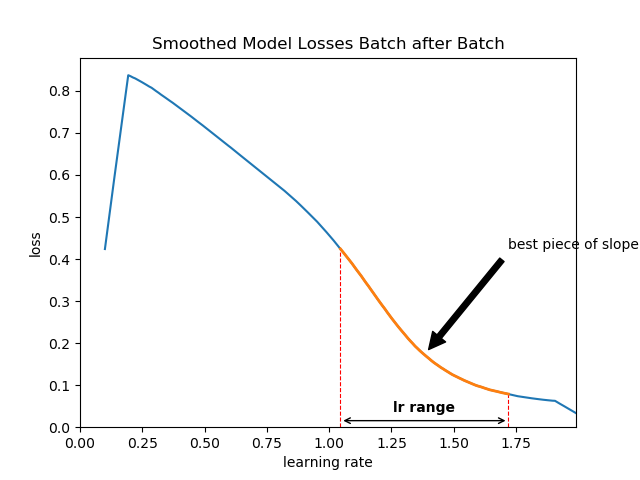 Smoothed Model Losses Batch after Batch
0.8
0.7
0.6
0.5
0.4
0.3
0.2
0.1
0.0
loss
best piece of slope
lr range
0.00 0.25 0.50 0.75 1.00 1.25 1.50 1.75
learning rate